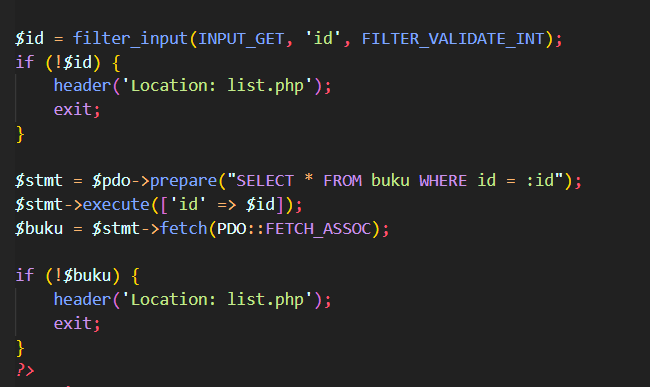 $id = filter_input(INPUT_GET, 'id', FILTER_VALIDATE_INT);
if (!$id) {
    header('Location: list.php');
    exit;
}

$stmt = $pdo->prepare("SELECT * FROM buku WHERE id = :id");
$stmt->execute(['id' => $id]);
$buku = $stmt->fetch(PDO::FETCH_ASSOC);

if (!$buku) {
    header('Location: list.php');
    exit;
}
?>